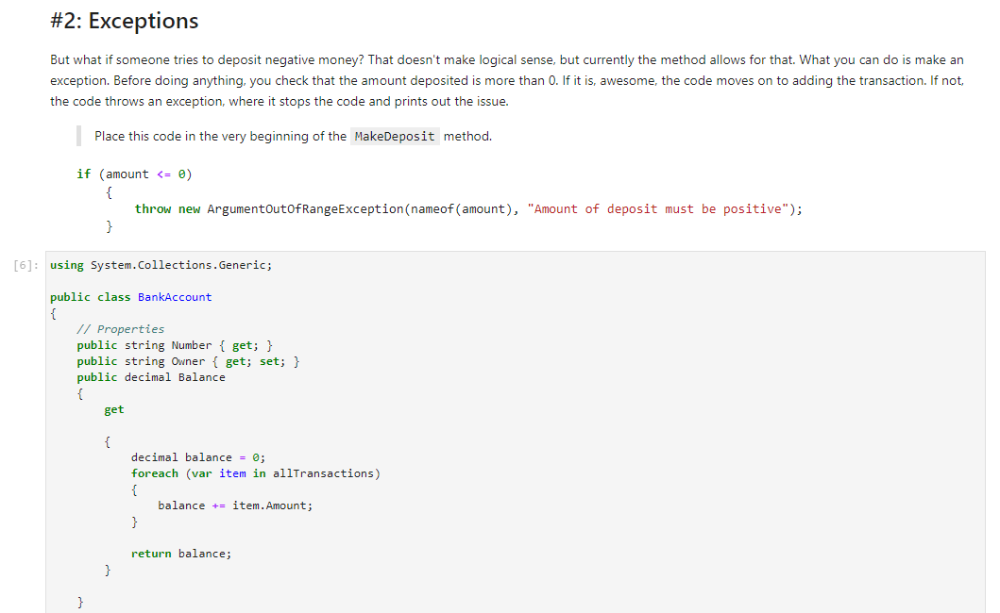 #2: Exceptions
But what if someone tries to deposit negative money? That doesn't make logical sense, but currently the method allows for that. What you can do is make an
exception. Before doing anything, you check that the amount deposited is more than 0. If it is, awesome, the code moves on to adding the transaction. If not,
the code throws an exception, where it stops the code and prints out the issue.
Place this code in the very beginning of the MakeDeposit method.
if (amount <= 0)
{
throw new ArgumentOutOfRangeException(nameof(amount), "Amount of deposit must be positive");
}
[6]: using System.Collections.Generic;
public class BankAccount
{
// Properties
public string Number { get; }
public string Owner { get; set; }
public decimal Balance
{
get
{
decimal balance = 0;
foreach (var item in allTransactions)
{
balance += item.Amount;
}
return balance;
}
}